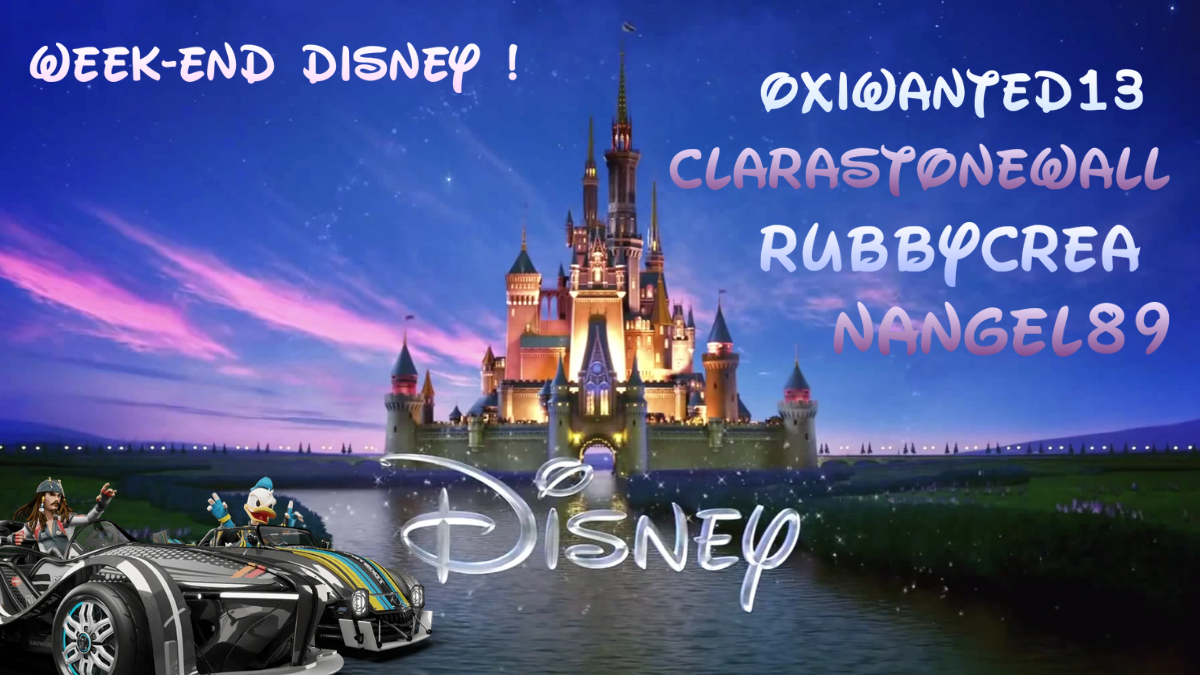 WEEK-END DISNEY !
OXIWANTED13
CLARASTONEWALL
RUBBYCREA
NANGEL89
DISNEY